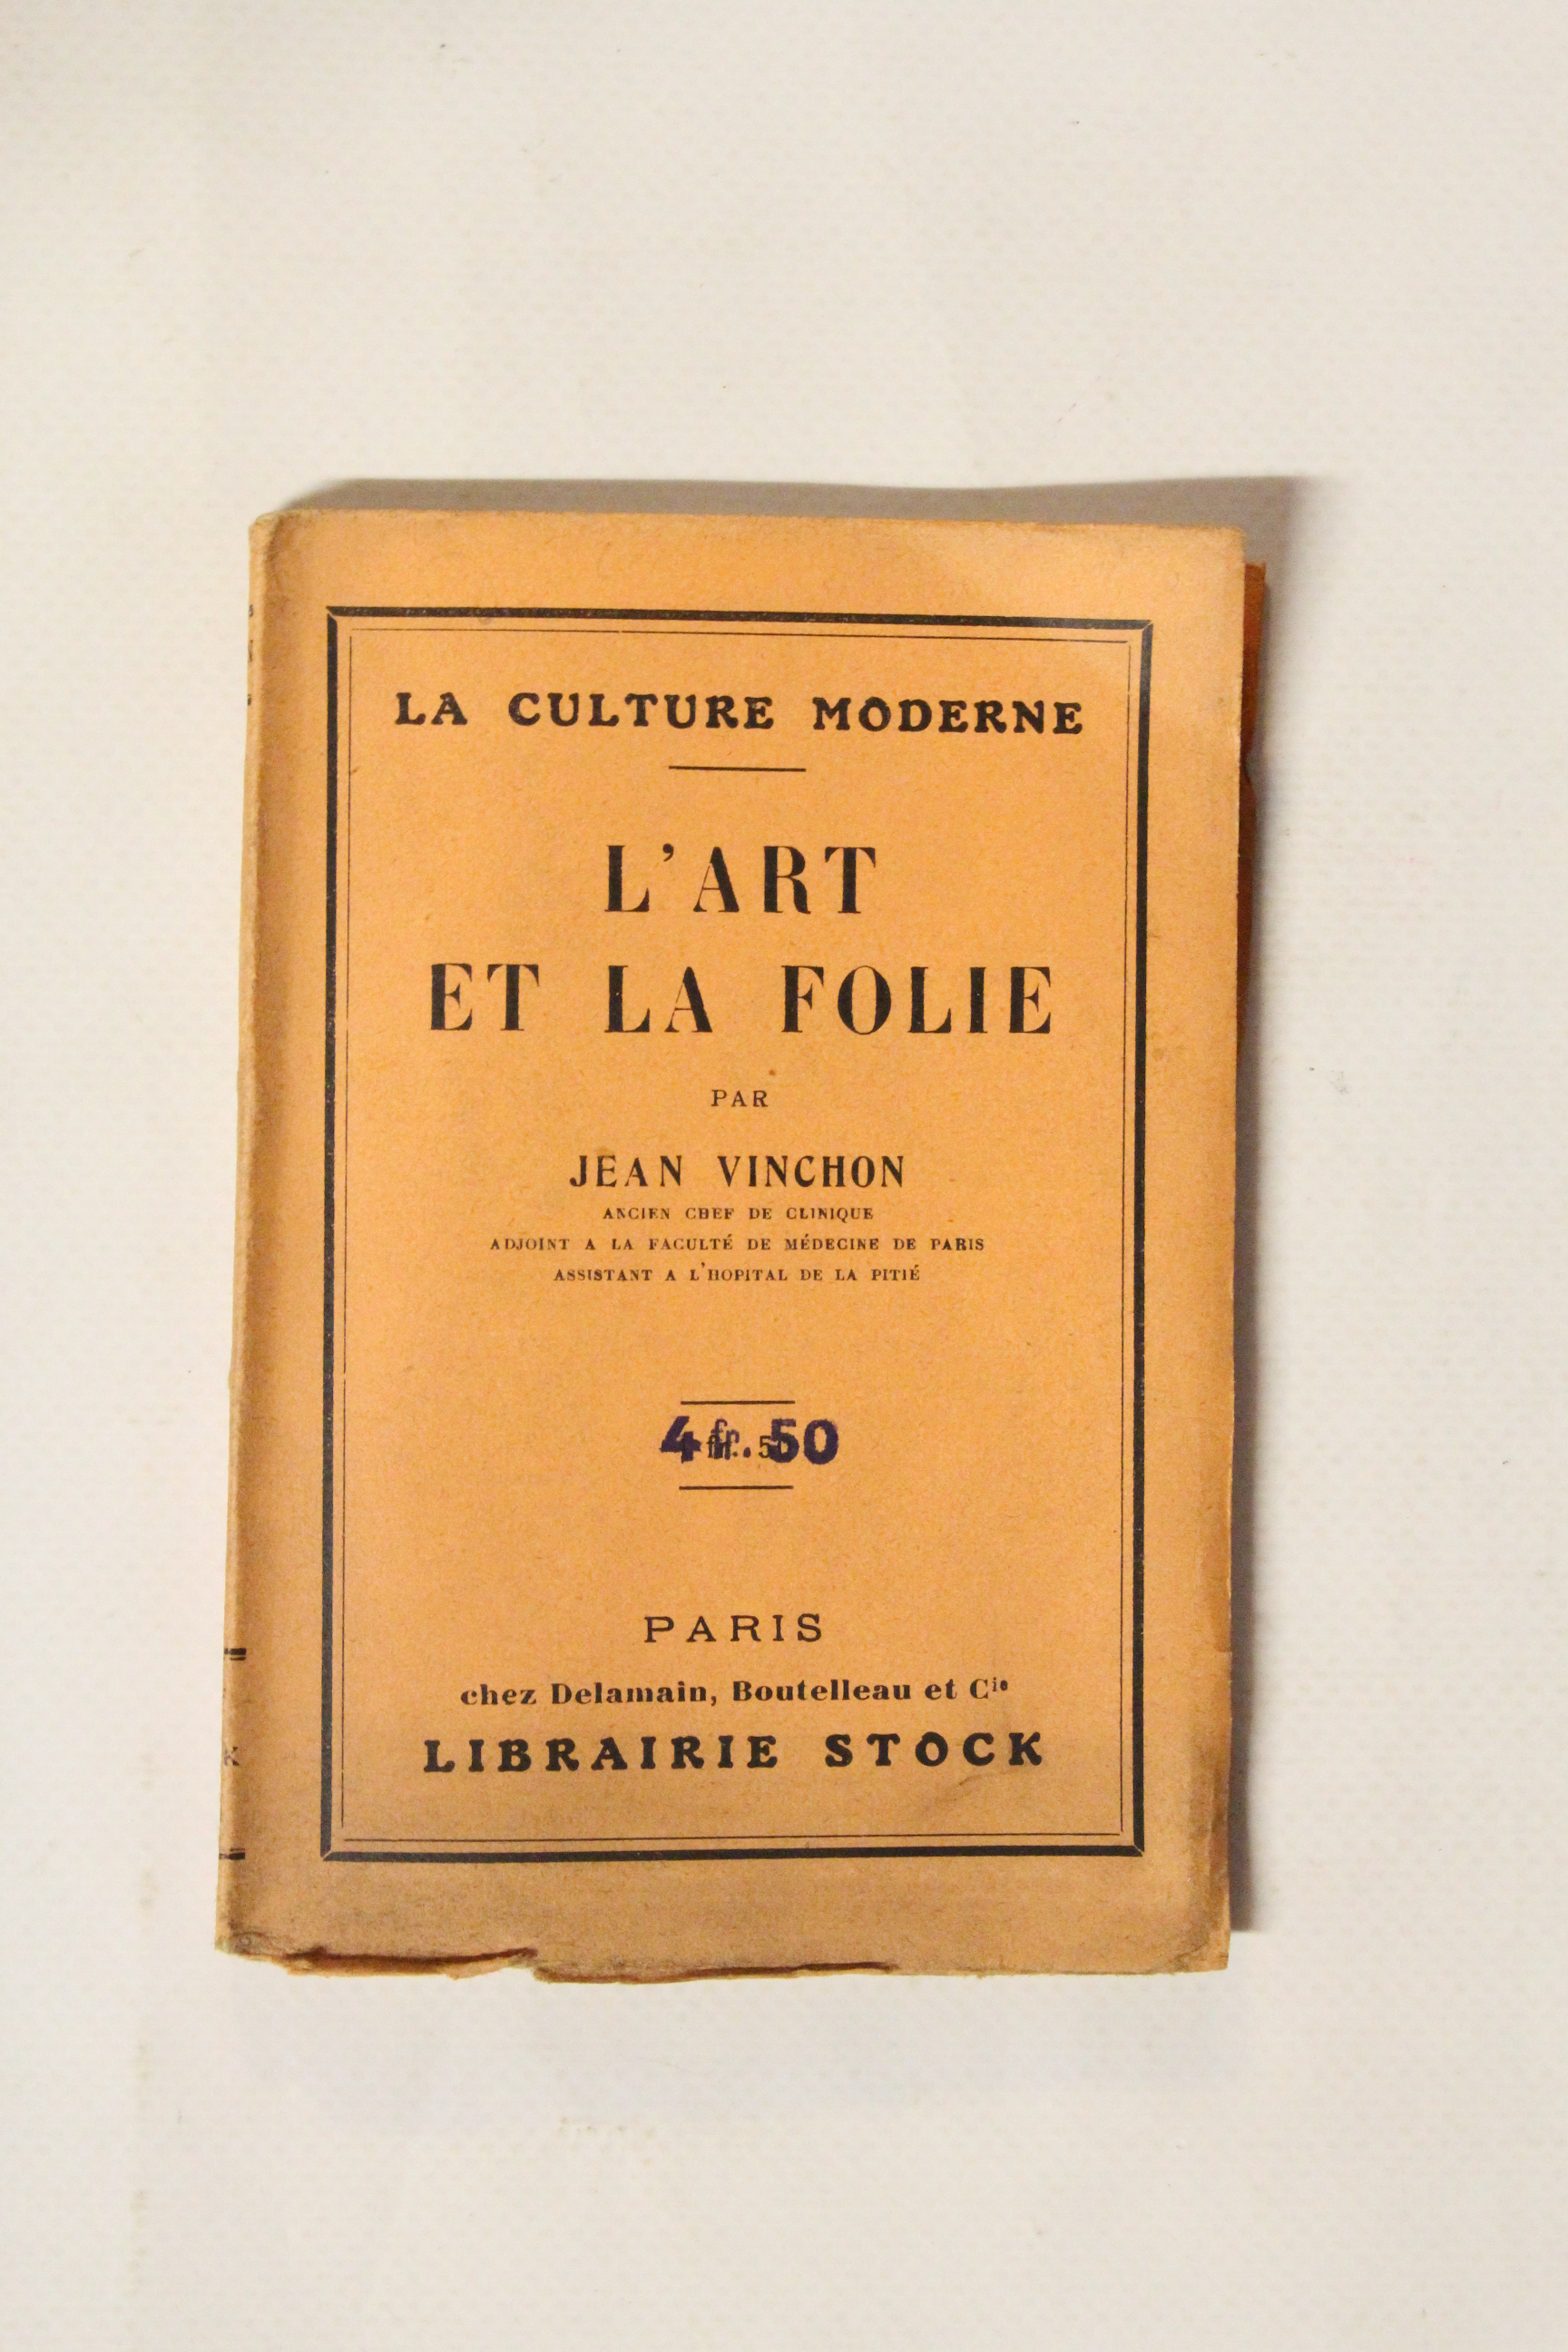 LA CULTURE MODERNE
L'ART
ET LA FOLIE
PAR
JEAN VINCHON
ANCIEN CHEF DE CLINIQUE
ADJOINT A LA FACULTÉ DE MÉDECINE DE PARIS
ASSISTANT A L'HOPITAL DE LA PITIÉ
4 fr. 50
PARIS
chez Delamain, Boutelleau et Cie
LIBRAIRIE STOCK